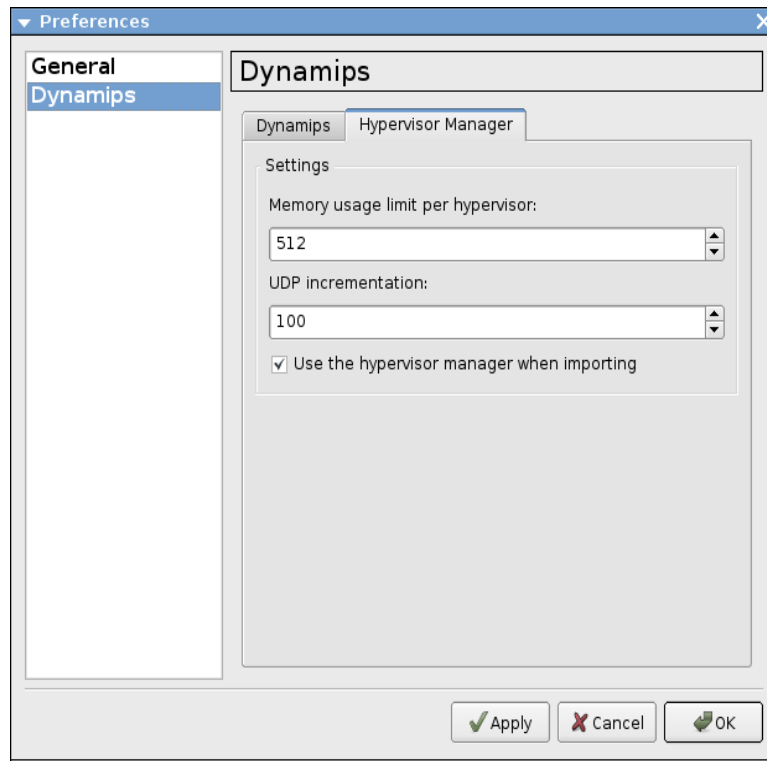 Preferences
General
Dynamips
Dynamips
Dynamips
Hypervisor Manager
Settings
Memory usage limit per hypervisor:
512
UDP incrementation:
100
Use the hypervisor manager when importing
Apply
Cancel
OK